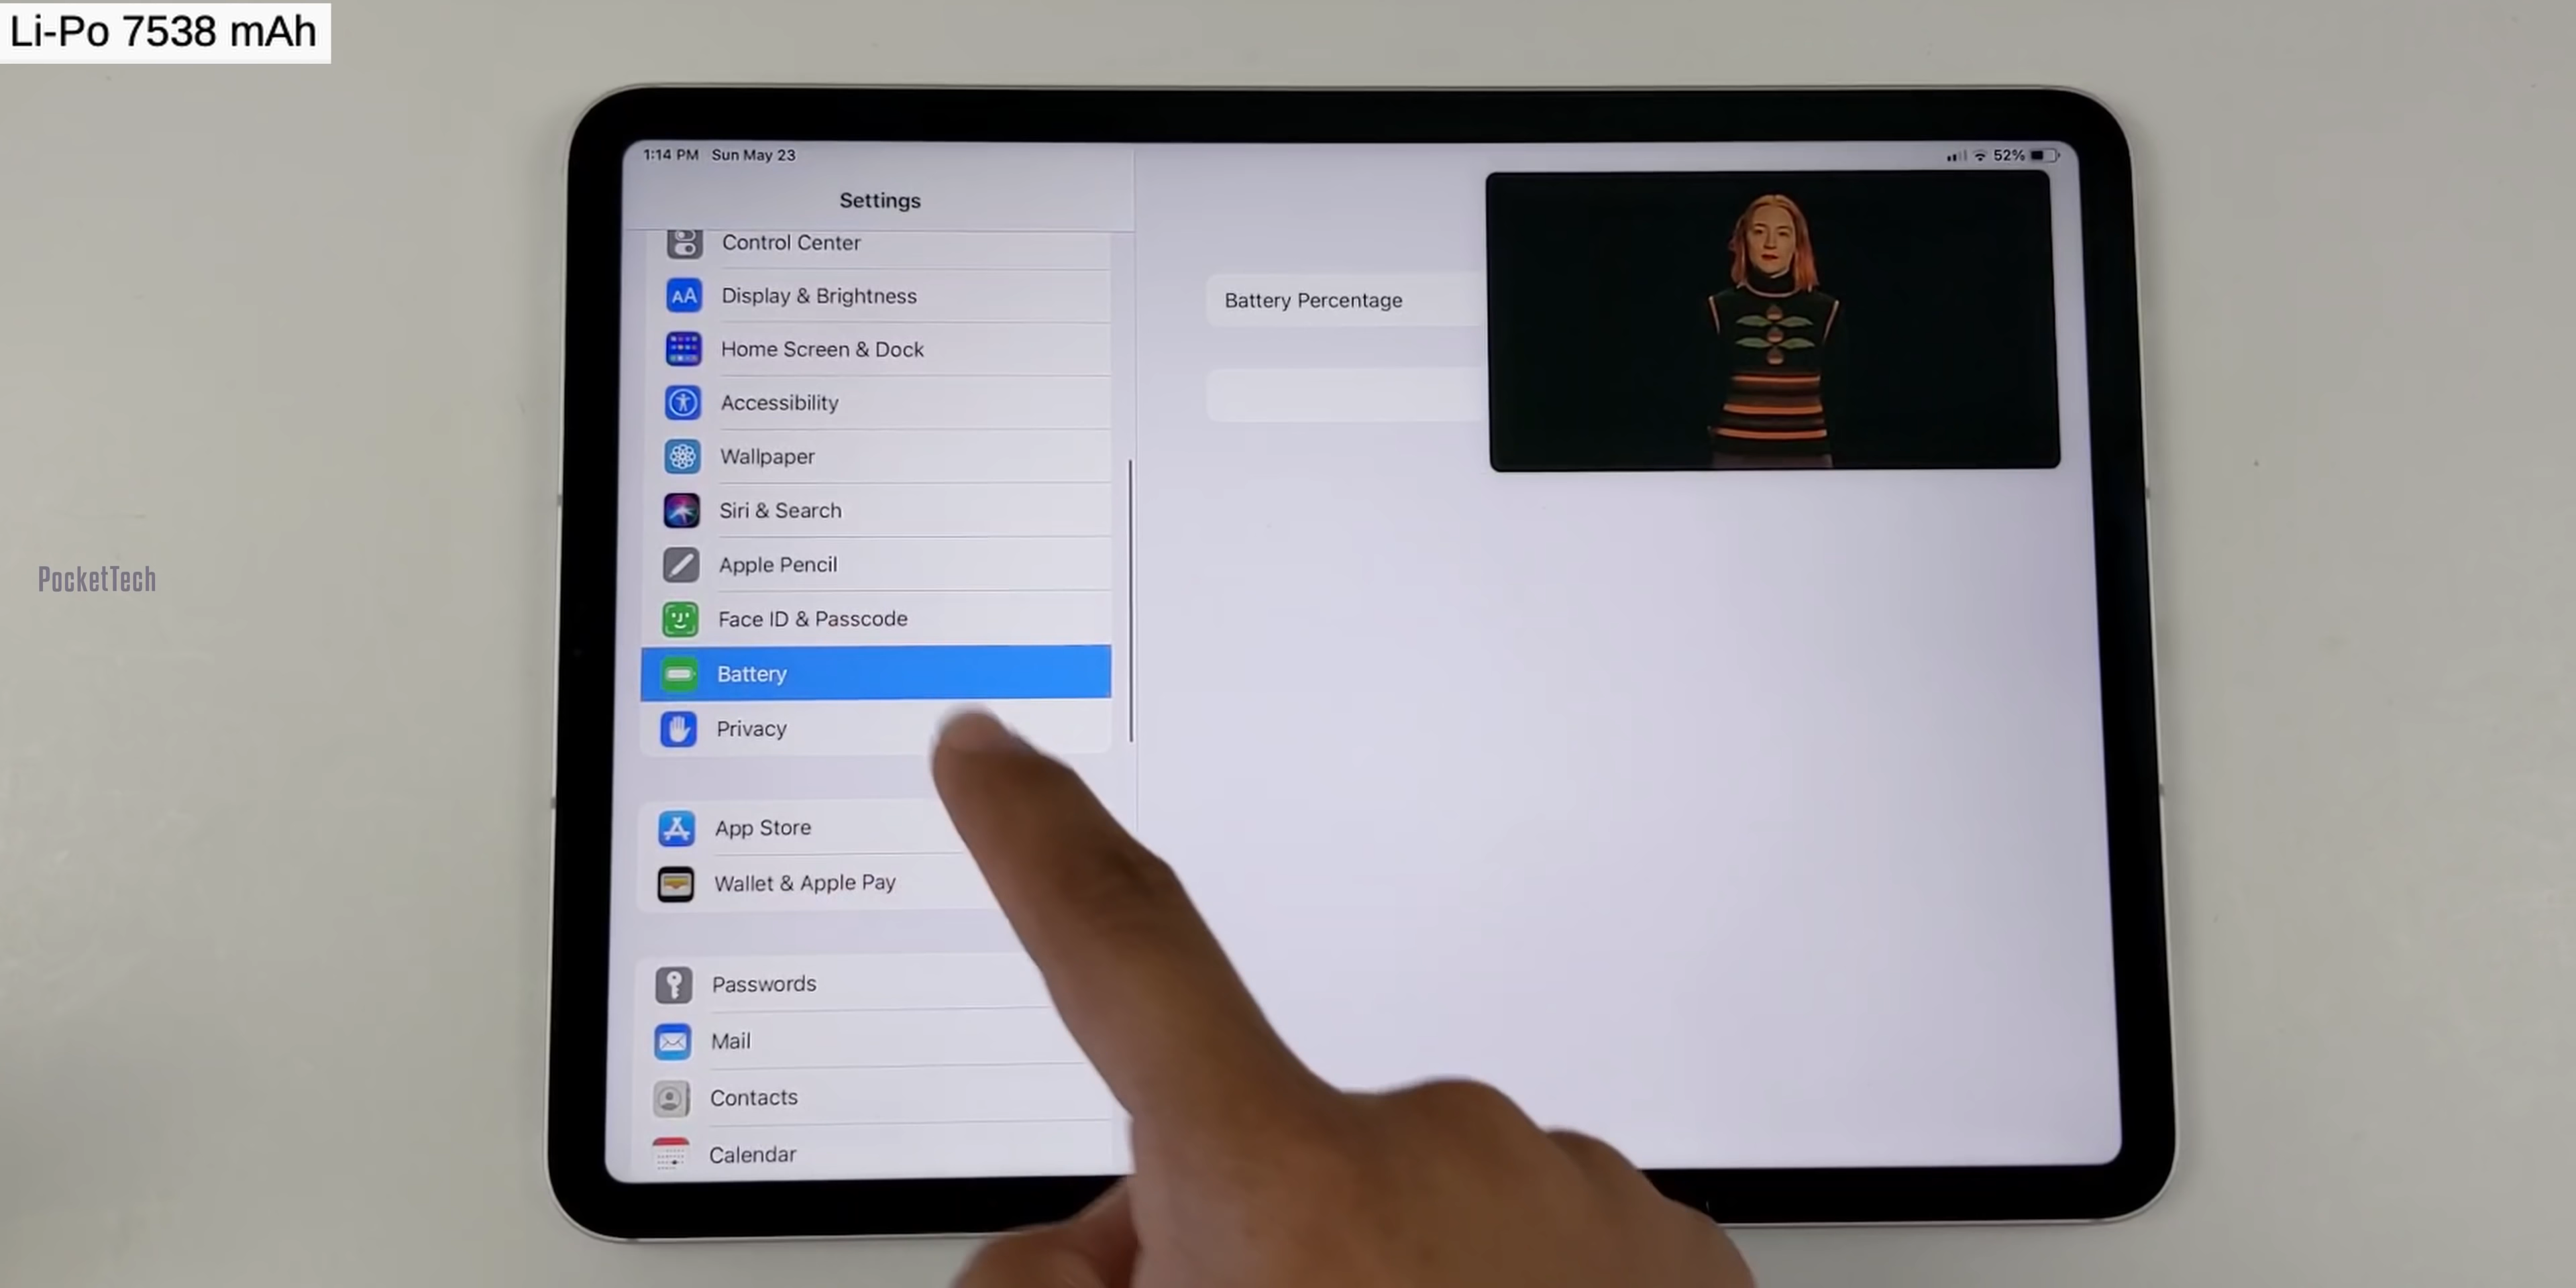 Li-Po 7538 mAh
1:14 PM Sun May 23
52%
Settings
Control Center
Display & Brightness
Home Screen & Dock
Accessibility
Wallpaper
Siri & Search
Apple Pencil
Face ID & Passcode
Battery
Privacy
App Store
Wallet & Apple Pay
Passwords
Mail
Contacts
Calendar
Battery Percentage
AA
PocketTech